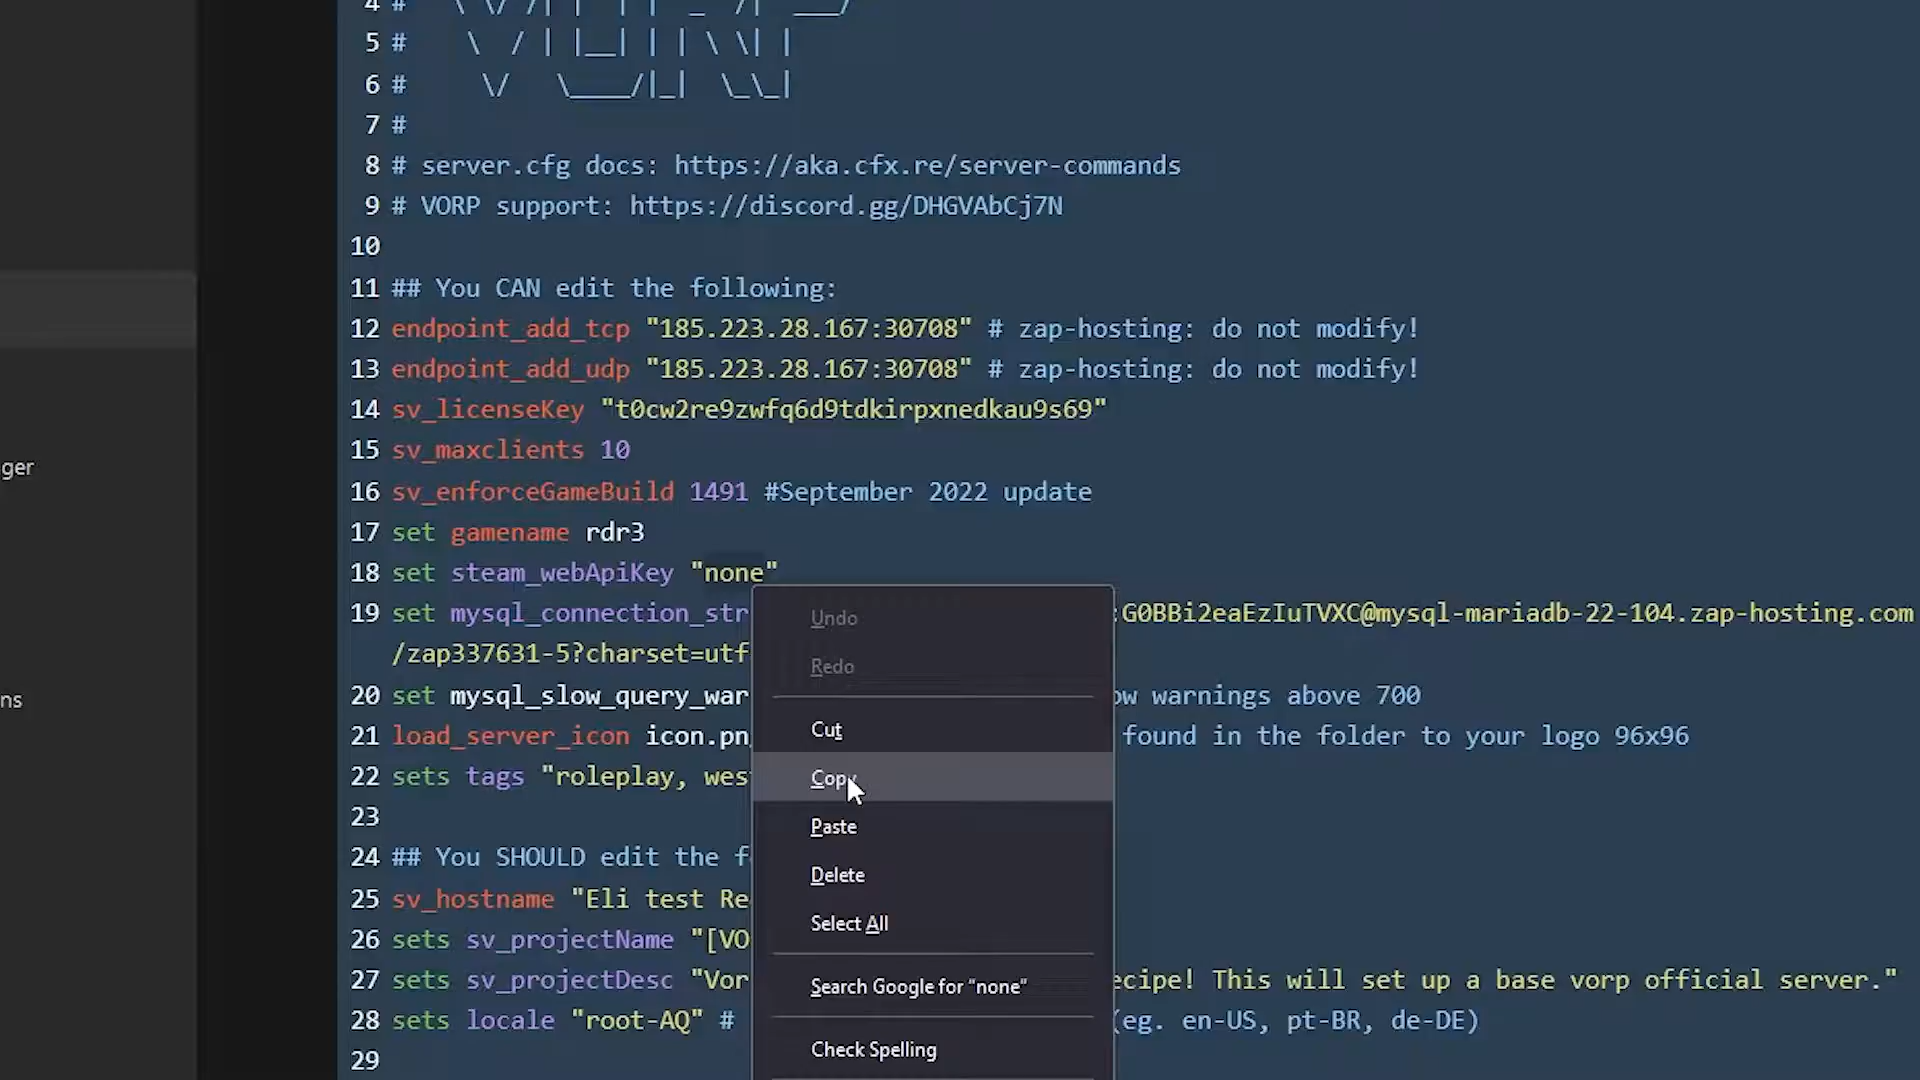 4 #
5 #
6 #
7 #
8 # server.cfg docs: https://aka.cfx.re/server-commands
9 # VORP support: https://discord.gg/DHGVAbCj7N
10
11 ## You CAN edit the following:
12 endpoint_add_tcp "185.223.28.167:30708" # zap-hosting: do not modify!
13 endpoint_add_udp "185.223.28.167:30708" # zap-hosting: do not modify!
14 sv_licenseKey "t0cw2re9zwfq6d9tdkirpxnedkau9s69"
15 sv_maxclients 10
16 sv_enforceGameBuild 1491 #September 2022 update
17 set gamename rdr3
18 set steam_webApiKey "none"
19 set mysql_connection_str :G0BBi2eaEzIuTVXC@mysql-mariadb-22-104.zap-hosting.com
/zap337631-5?charset=utf
20 set mysql_slow_query_war ow warnings above 700
21 load_server_icon icon.pn found in the folder to your logo 96x96
22 sets tags "roleplay, wes
23
24 ## You SHOULD edit the f
25 sv_hostname "Eli test Re
26 sets sv_projectName "[VO
27 sets sv_projectDesc "Vor ecipe! This will set up a base vorp official server."
28 sets locale "root-AQ" # (eg. en-US, pt-BR, de-DE)
29
ger
ns
Undo
Redo
Cut
Copy
Paste
Delete
Select All
Search Google for "none"
Check Spelling